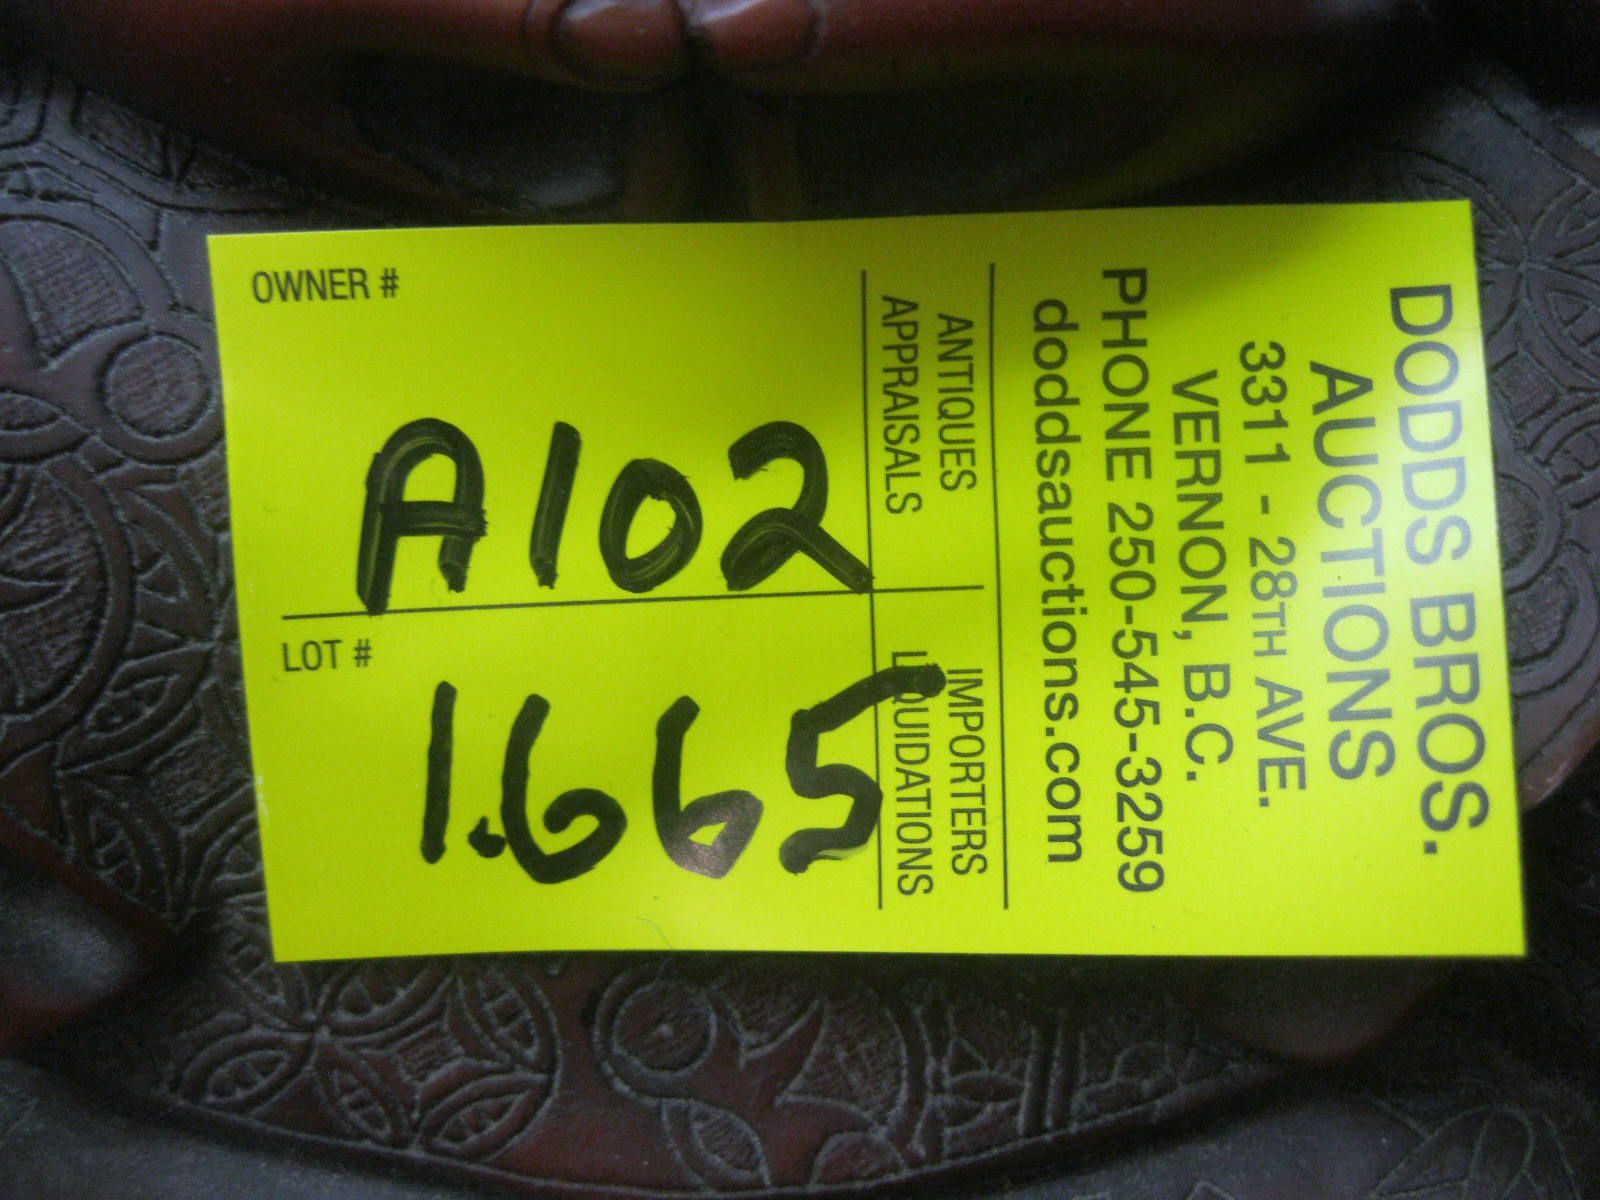 DODDS BROS.
AUCTIONS
3311 - 28TH AVE.
VERNON, B.C.
PHONE 250-545-3259
doddsauctions.com
ANTIQUES
APPRAISALS
IMPORTERS
LIQUIDATIONS
OWNER #
A102
LOT #
1.665